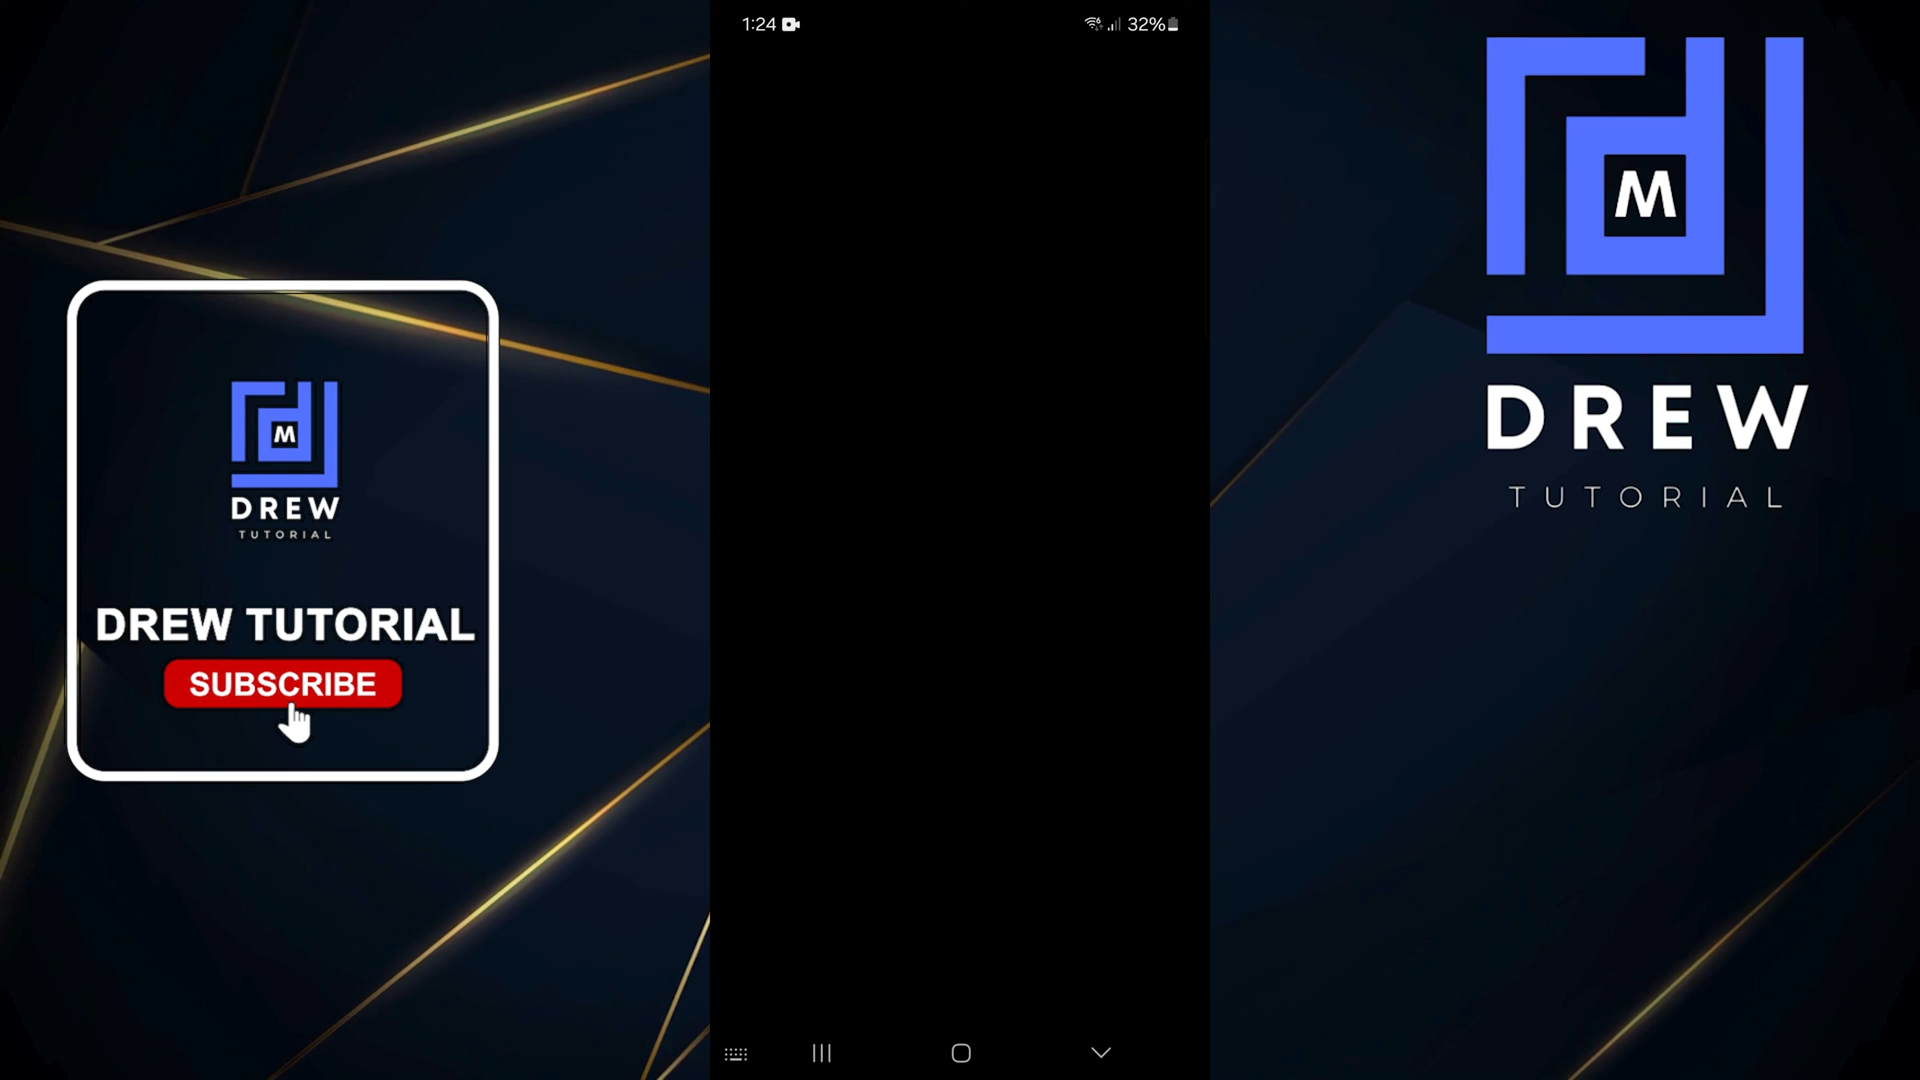 1:24
32%
M
DREW
TUTORIAL
M
DREW
TUTORIAL
DREW TUTORIAL
SUBSCRIBE